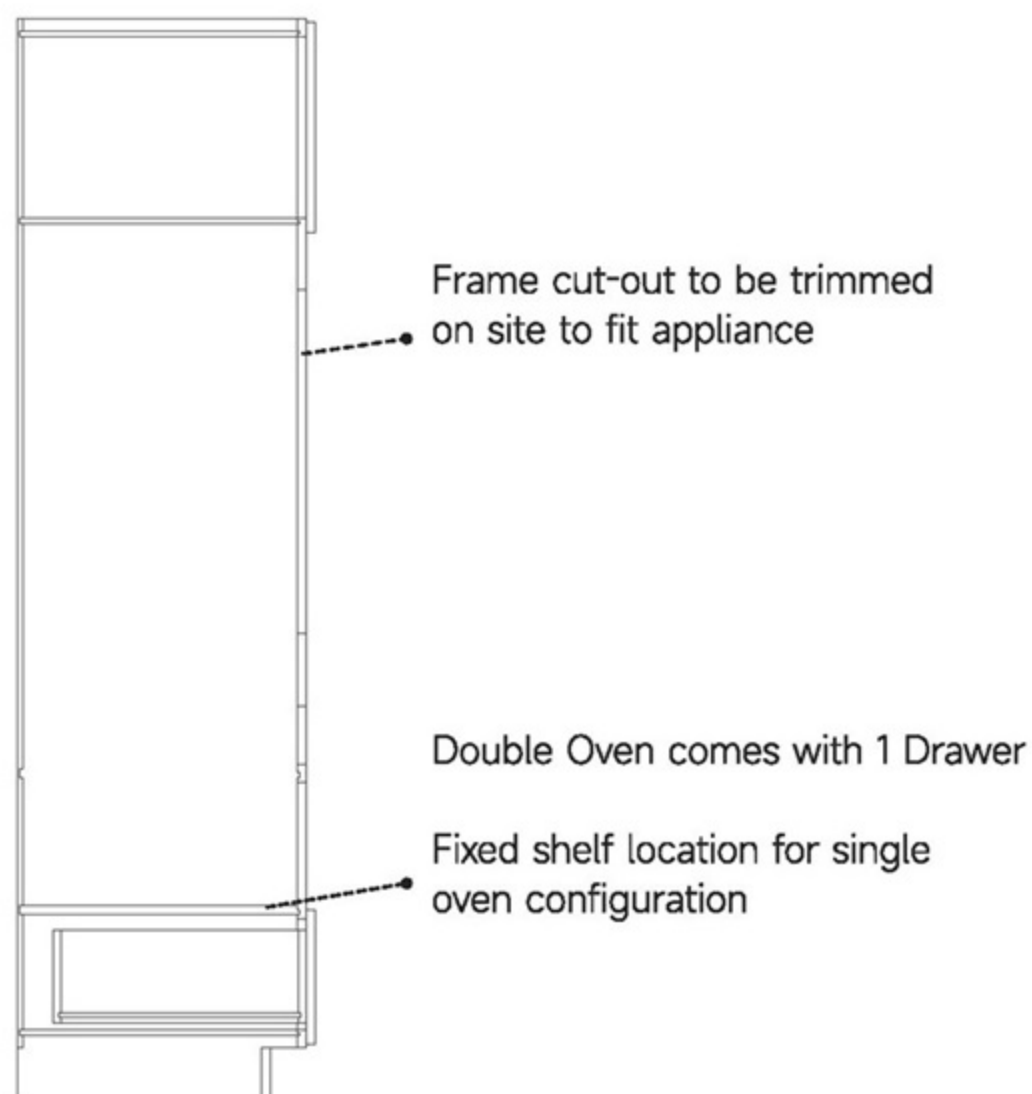 Frame cut-out to be trimmed
on site to fit appliance
Double Oven comes with 1 Drawer
Fixed shelf location for single
oven configuration